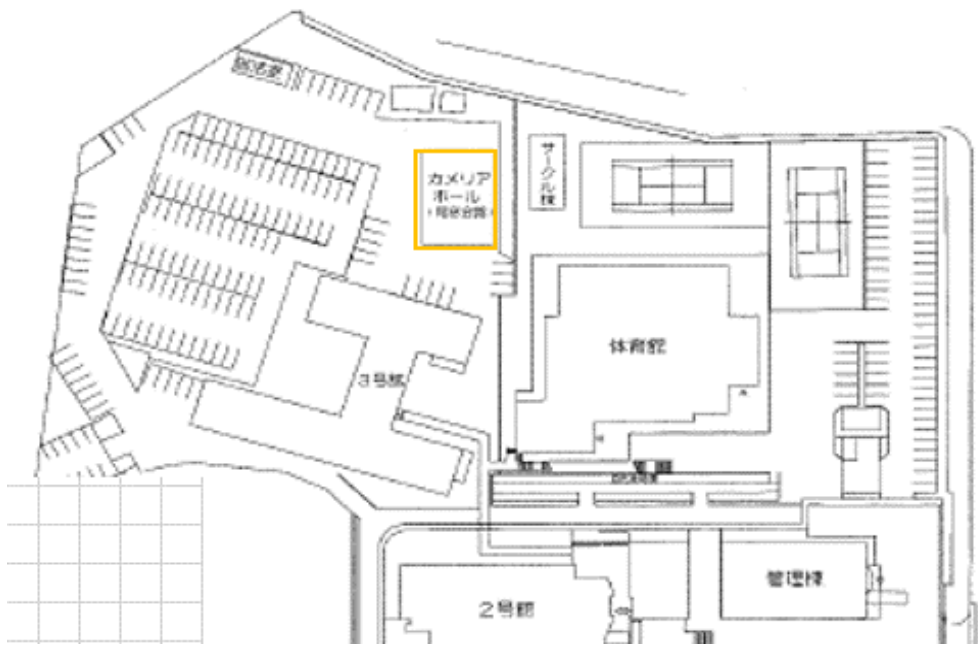 カメリア
ホール
サークル棟
体育館
3号館
2号館
管理棟